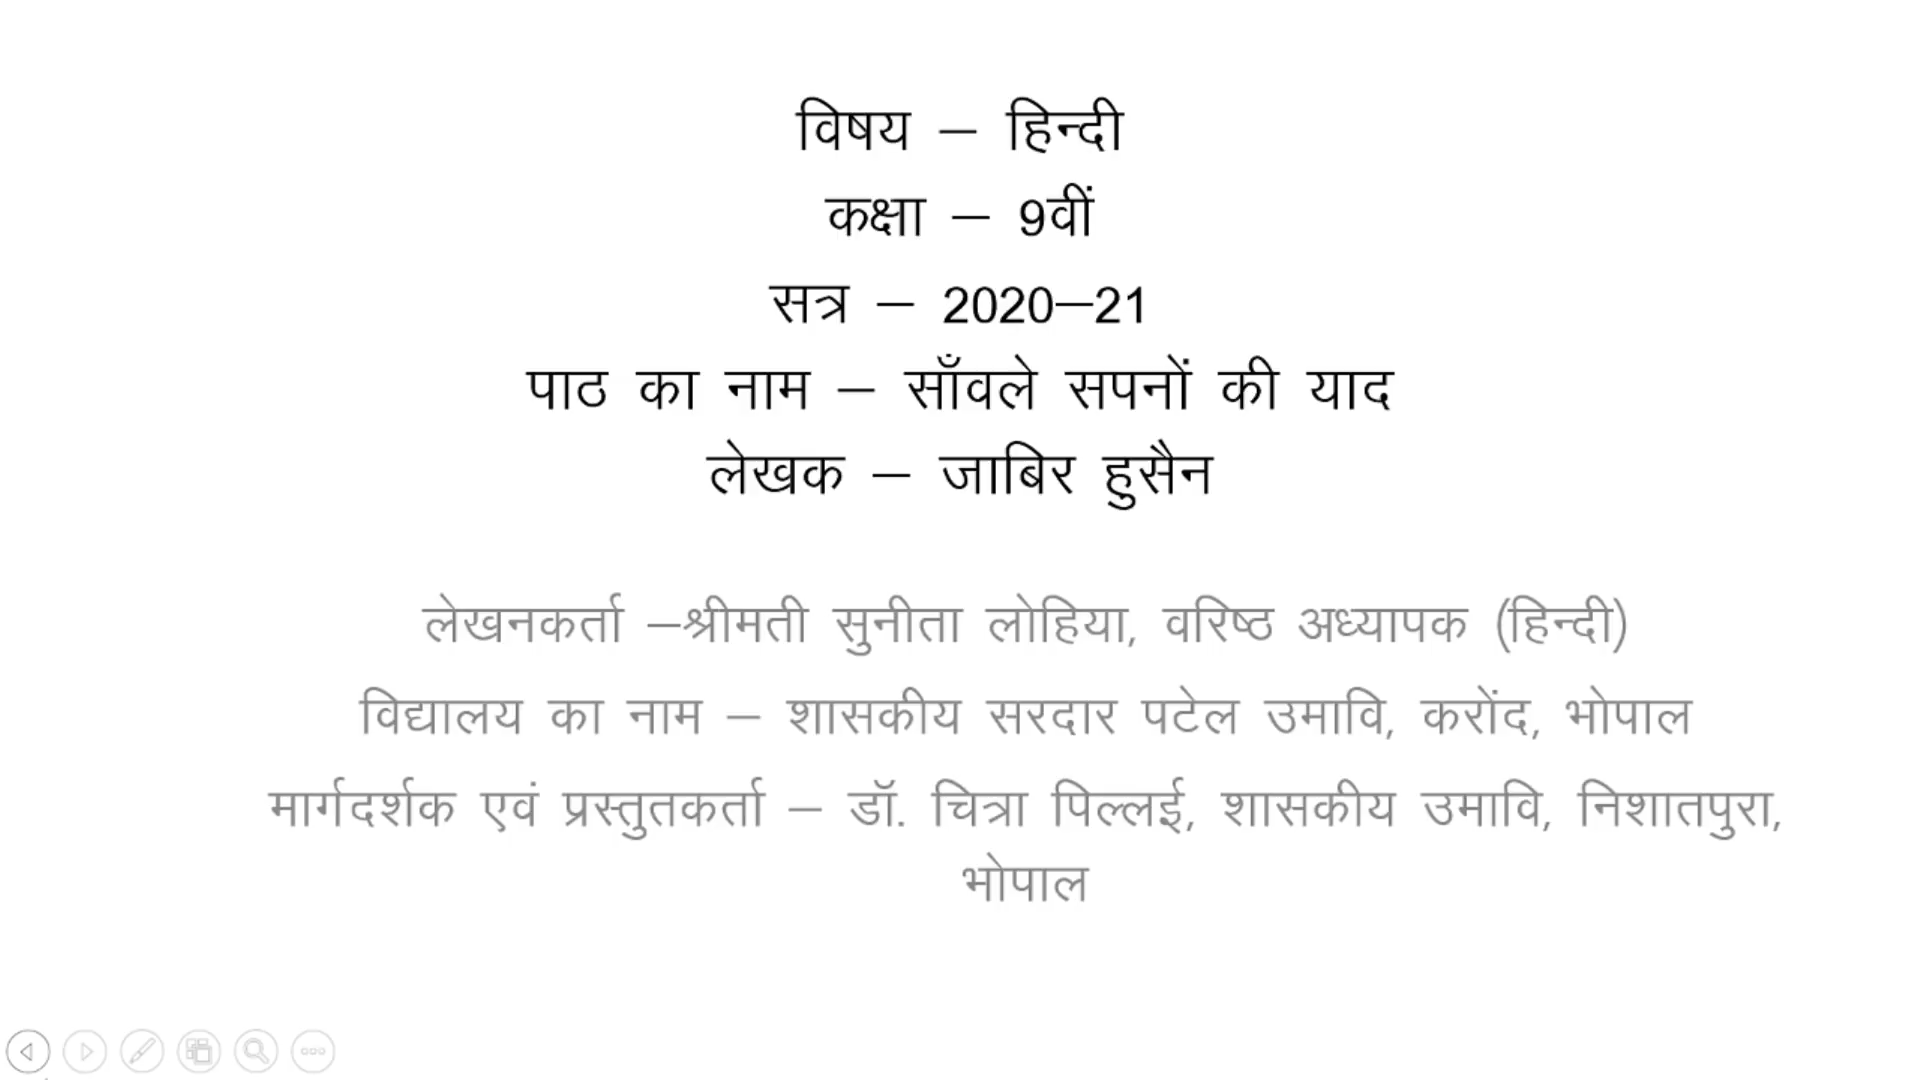 विषय – हिन्दी
कक्षा – 9वीं
सत्र – 2020–21
पाठ का नाम – साँवले सपनों की याद
लेखक – जाबिर हुसैन
लेखनकर्ता –श्रीमती सुनीता लोहिया, वरिष्ठ अध्यापक (हिन्दी)
विद्यालय का नाम – शासकीय सरदार पटेल उमावि, करोंद, भोपाल
मार्गदर्शक एवं प्रस्तुतकर्ता – डॉ. चित्रा पिल्लई, शासकीय उमावि, निशातपुरा,
भोपाल